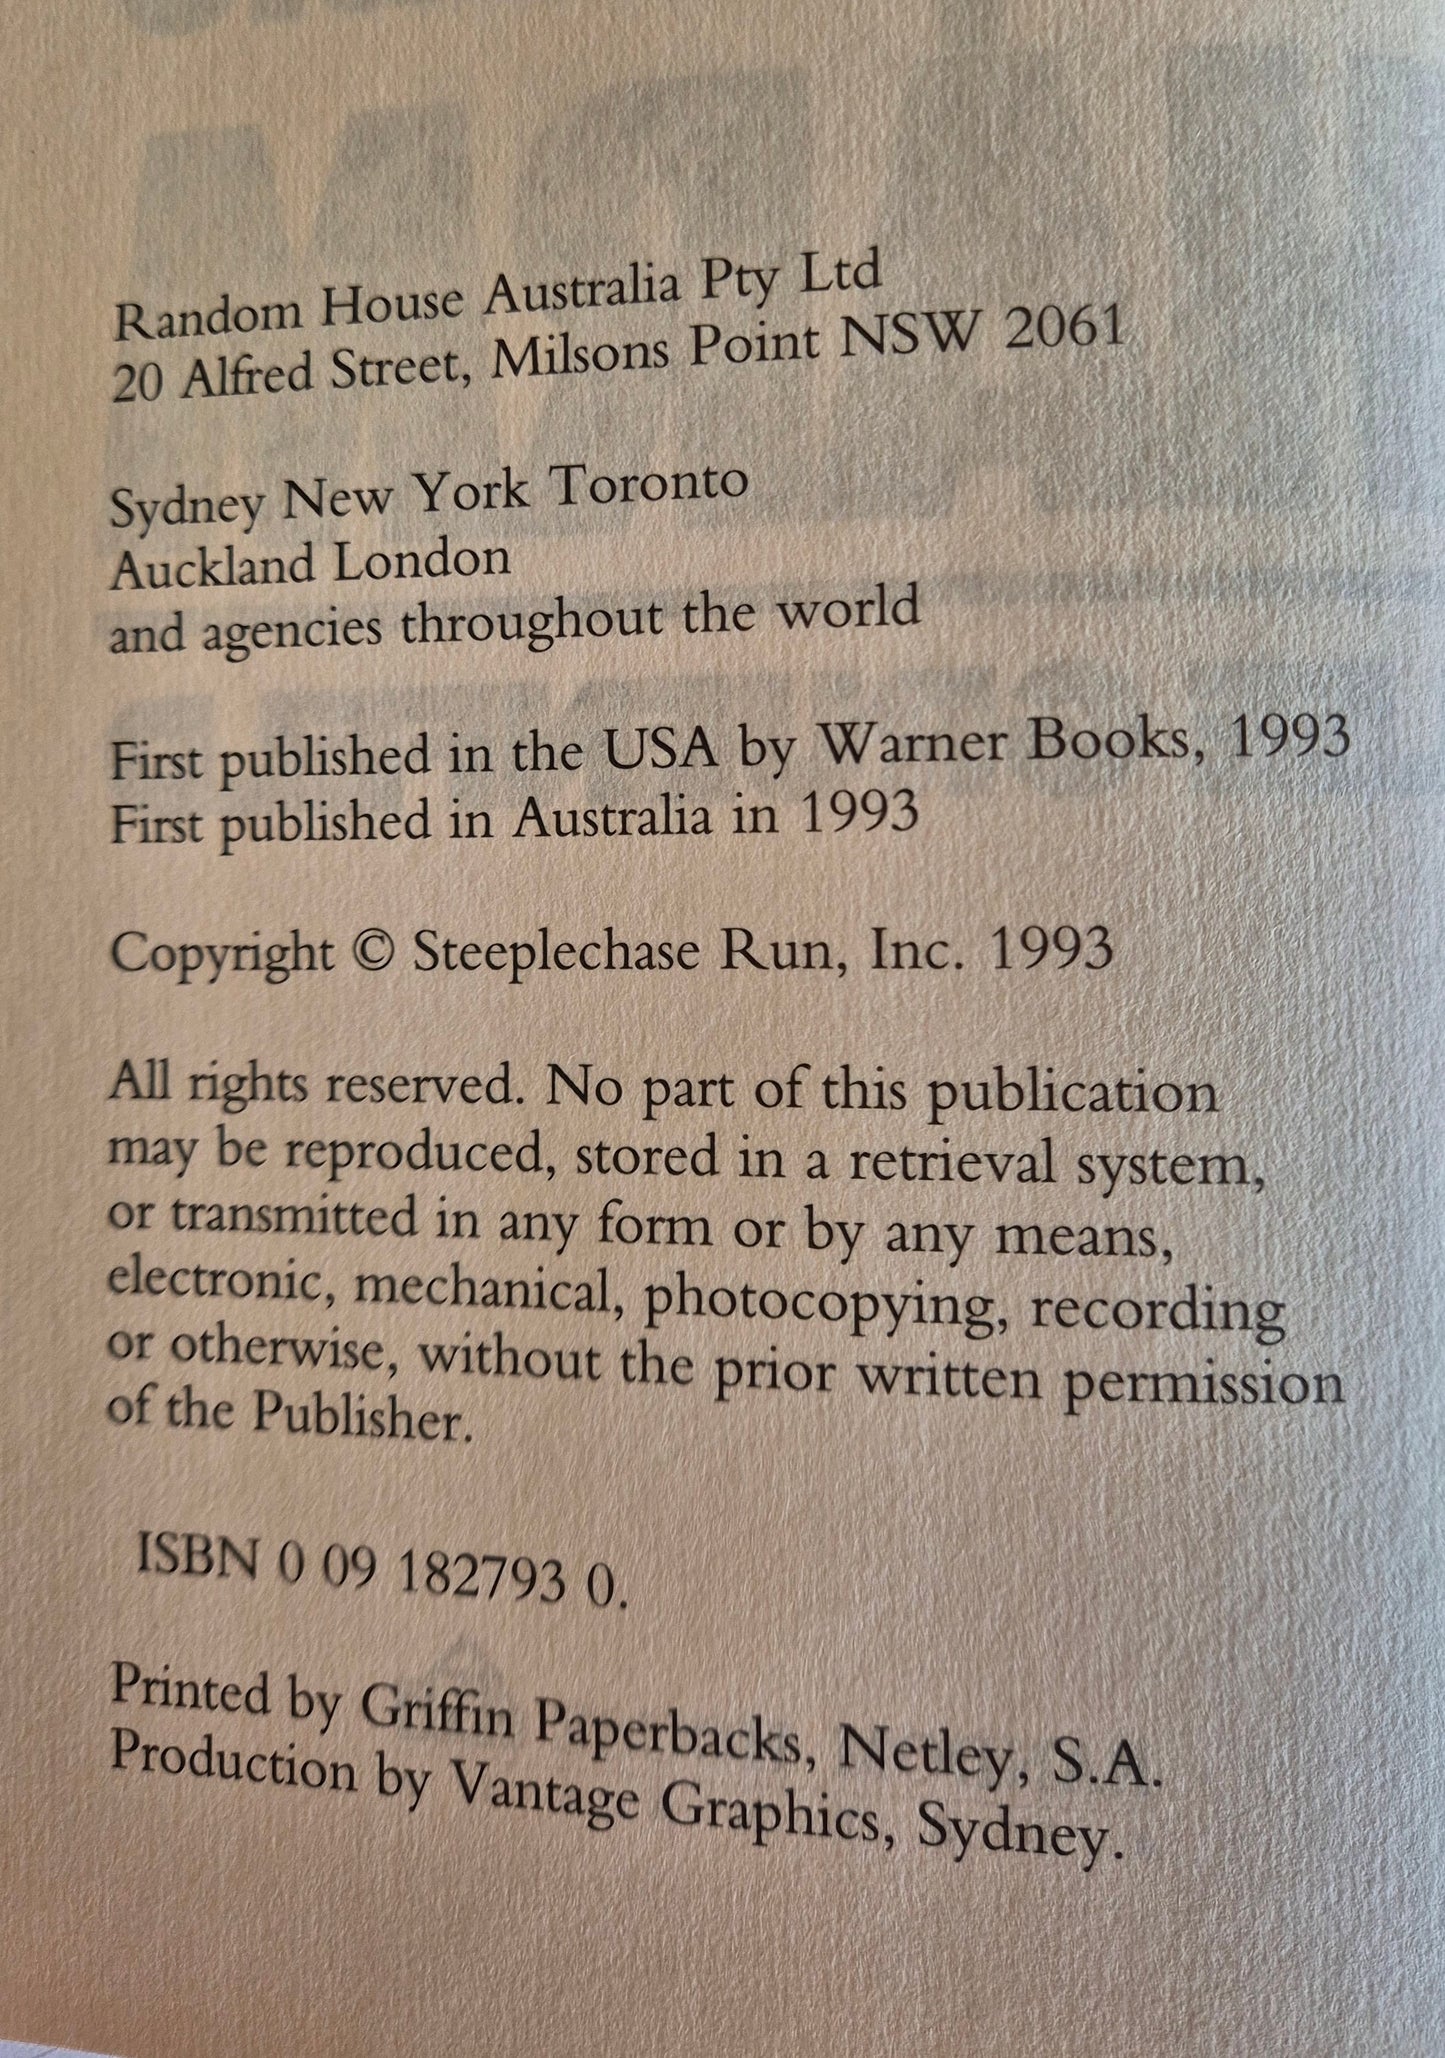 Random House Australia Pty Ltd
20 Alfred Street, Milsons Point NSW 2061
Sydney New York Toronto
Auckland London
and agencies throughout the world
First published in the USA by Warner Books, 1993
First published in Australia in 1993
Copyright © Steeplechase Run, Inc. 1993
All rights reserved. No part of this publication
may be reproduced, stored in a retrieval system,
or transmitted in any form or by any means,
electronic, mechanical, photocopying, recording
or otherwise, without the prior written permission
of the Publisher.
ISBN 0 09 182793 0.
Printed by Griffin Paperbacks, Netley, S.A.
Production by Vantage Graphics, Sydney.